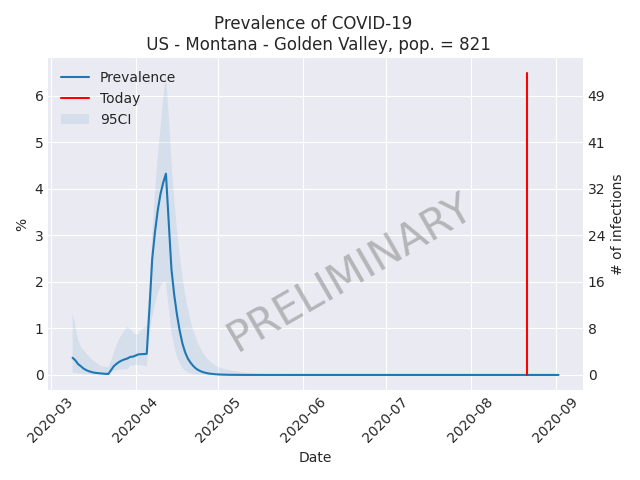 Prevalence of COVID-19
US - Montana - Golden Valley, pop. = 821
Prevalence
Today
95CI
6
5
4
3
2
1
0
%
49
41
32
24
16
8
0
# of infections
PRELIMINARY
2020-03
2020-04
2020-05
2020-06
2020-07
2020-08
2020-09
Date